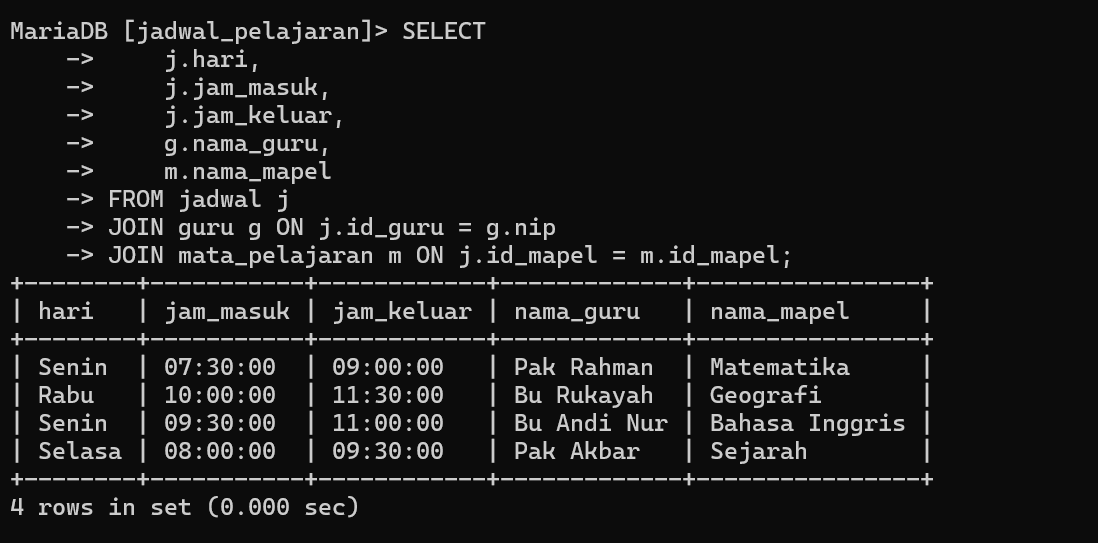 MariaDB [jadwal_pelajaran]> SELECT
    ->     j.hari,
    ->     j.jam_masuk,
    ->     j.jam_keluar,
    ->     g.nama_guru,
    ->     m.nama_mapel
    -> FROM jadwal j
    -> JOIN guru g ON j.id_guru = g.nip
    -> JOIN mata_pelajaran m ON j.id_mapel = m.id_mapel;
+--------+-----------+------------+-------------+----------------+
| hari   | jam_masuk | jam_keluar | nama_guru   | nama_mapel     |
+--------+-----------+------------+-------------+----------------+
| Senin  | 07:30:00  | 09:00:00   | Pak Rahman  | Matematika     |
| Rabu   | 10:00:00  | 11:30:00   | Bu Rukayah  | Geografi       |
| Senin  | 09:30:00  | 11:00:00   | Bu Andi Nur | Bahasa Inggris |
| Selasa | 08:00:00  | 09:30:00   | Pak Akbar   | Sejarah        |
+--------+-----------+------------+-------------+----------------+
4 rows in set (0.000 sec)